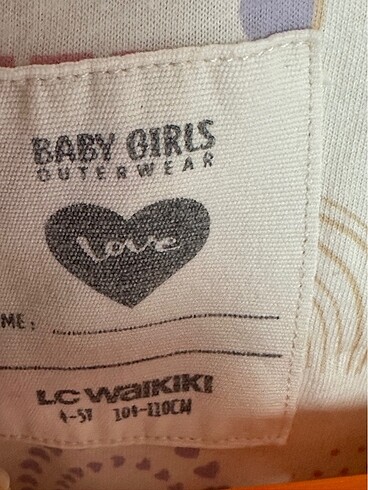 BABY GIRLS
OUTERWEAR
Love
ME:
LC WAIKIKI
4-5Y 104-110CM